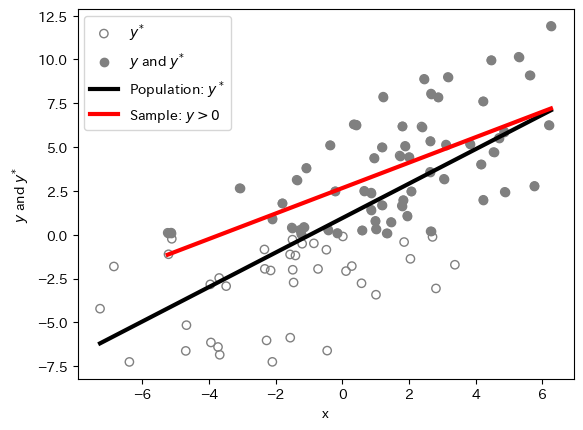 12.5
10.0
7.5
5.0
2.5
0.0
−2.5
−5.0
−7.5
y and y*
y*
y and y*
Population: y*
Sample: y > 0
−6 −4 −2 0 2 4 6
x